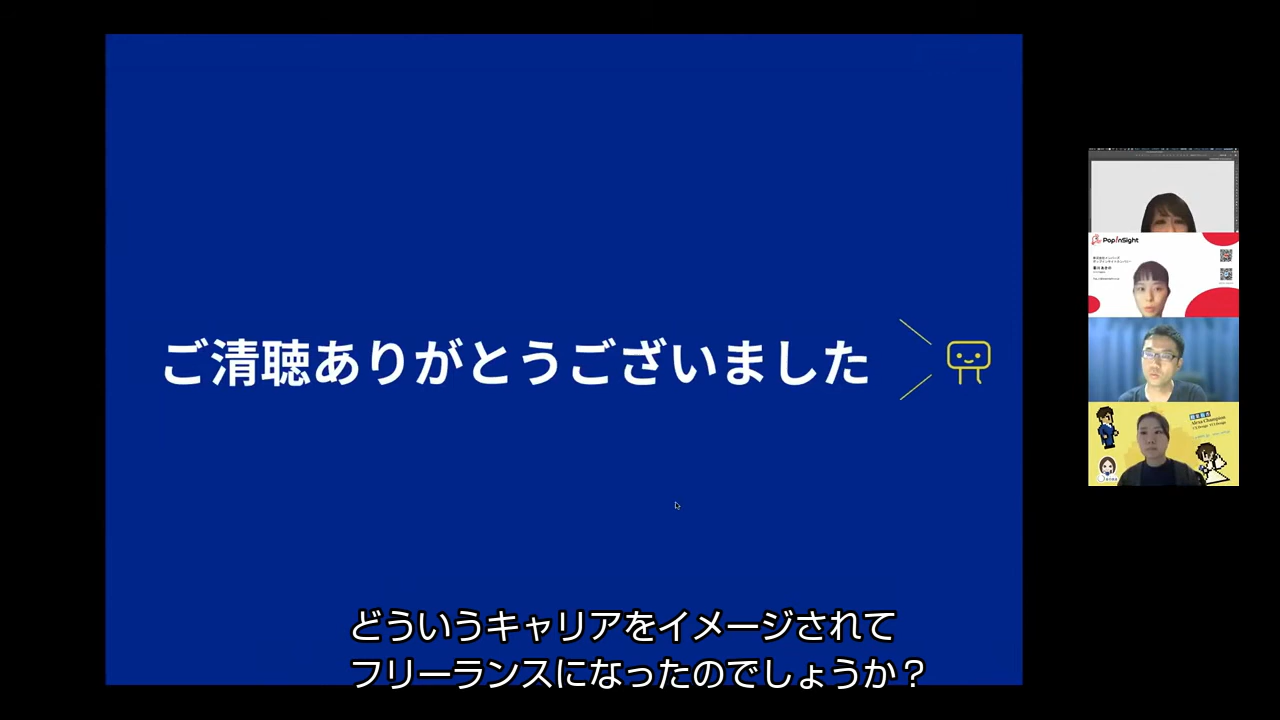 ご清聴ありがとうございました
PopInSight
Alexa Champion
どういうキャリアをイメージされて
フリーランスになったのでしょうか？